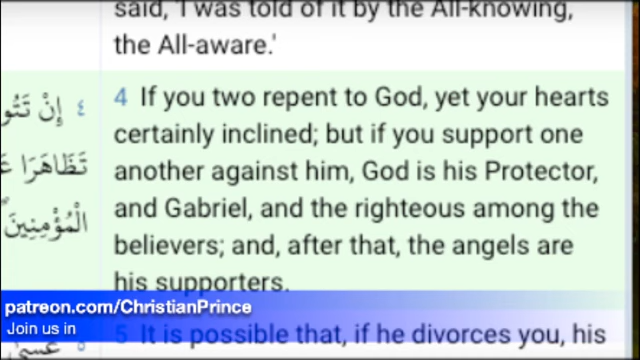 said, 'I was told of it by the All-knowing,
the All-aware.'
4 If you two repent to God, yet your hearts
certainly inclined; but if you support one
another against him, God is his Protector,
and Gabriel, and the righteous among the
believers; and, after that, the angels are
his supporters.
5 It is possible that, if he divorces you, his
٤ إِنْ تَتُو
تَظَاهَرَا عَ
الْمُؤْمِنِينَ
عَسَىٰ
patreon.com/ChristianPrince
Join us in